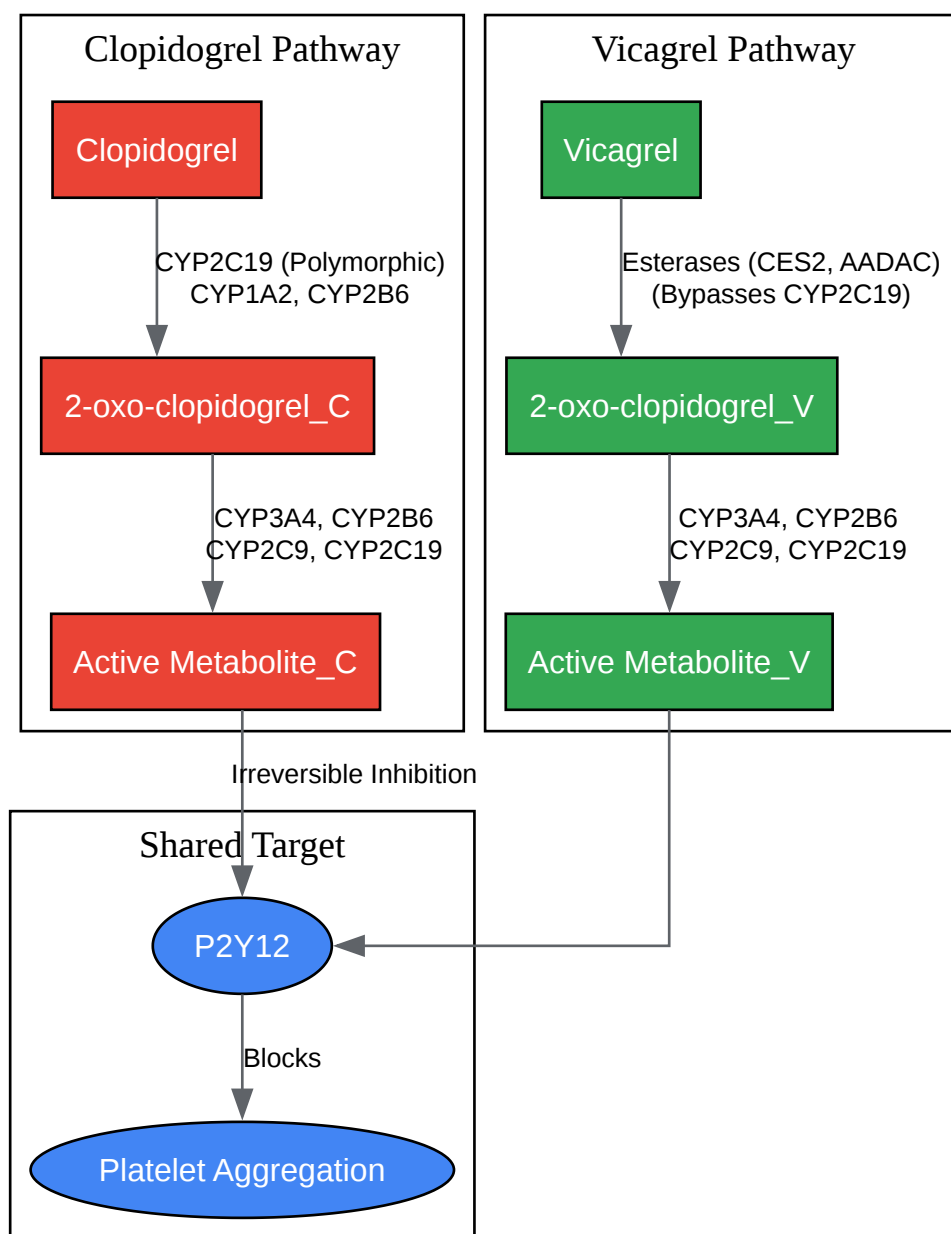 Clopidogrel Pathway
Clopidogrel
CYP2C19 (Polymorphic)
CYP1A2, CYP2B6
2-oxo-clopidogrel_C
CYP3A4, CYP2B6
CYP2C9, CYP2C19
Active Metabolite_C
Vicagrel Pathway
Vicagrel
Esterases (CES2, AADAC)
(Bypasses CYP2C19)
2-oxo-clopidogrel_V
CYP3A4, CYP2B6
CYP2C9, CYP2C19
Active Metabolite_V
Irreversible Inhibition
Shared Target
P2Y12
Blocks
Platelet Aggregation